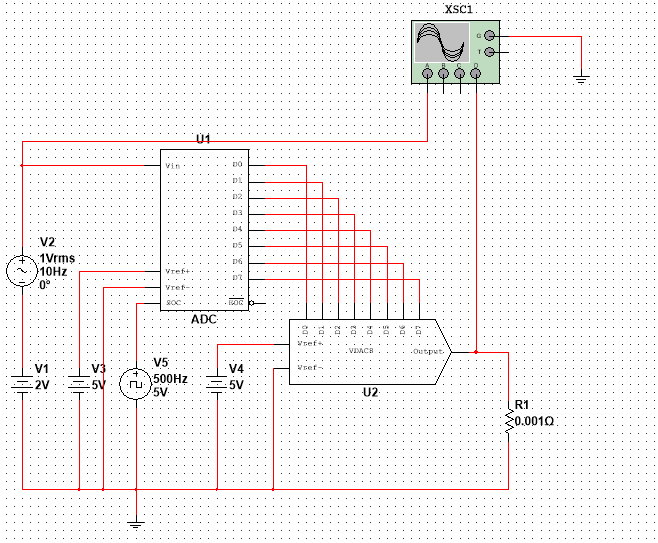 XSC1
G
T
A B C D
U1
Vin
D0
D1
D2
D3
D4
D5
D6
D7
Vref+
Vref-
SOC
EOC
ADC
V2
1Vrms
10Hz
0°
V1
2V
V3
5V
V5
500Hz
5V
V4
5V
D0 D1 D2 D3 D4 D5 D6 D7
Vref+
VDAC8
Output
Vref-
U2
R1
0.001Ω